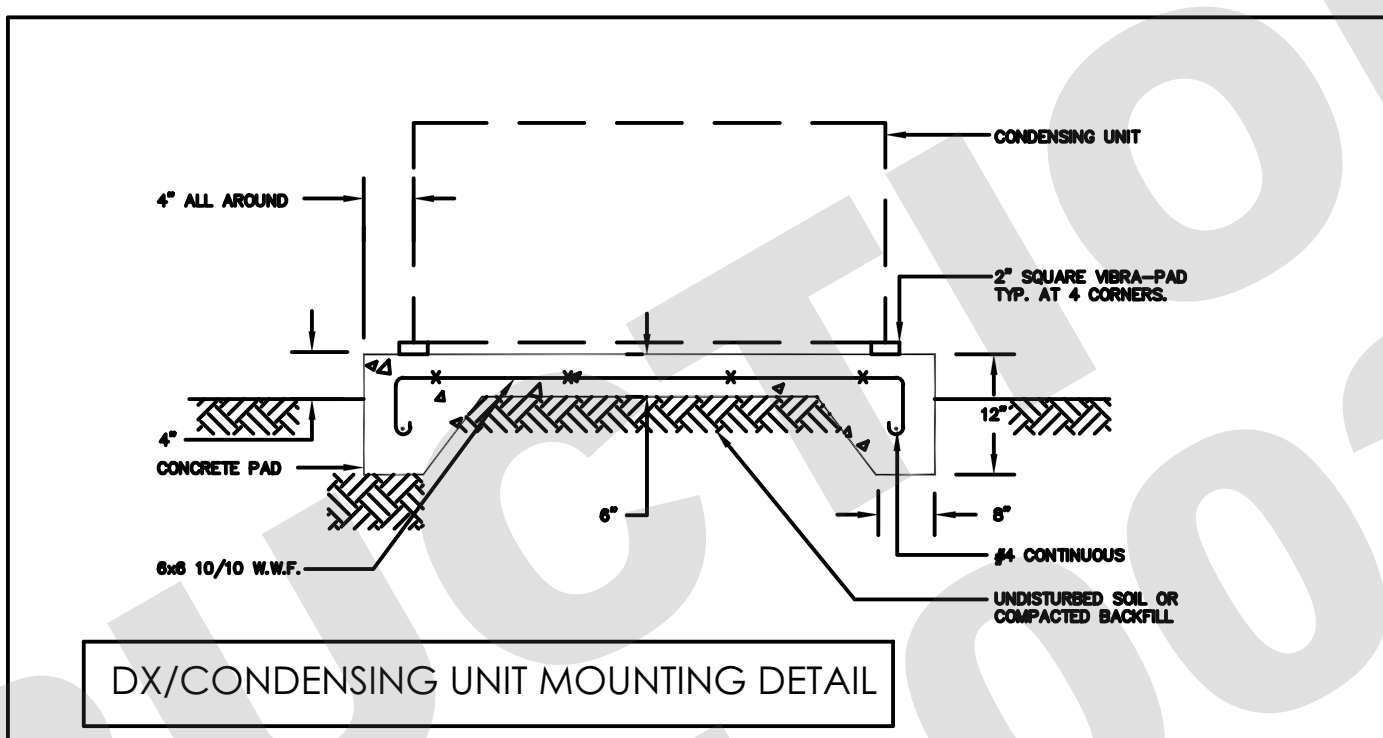 CONDENSING UNIT
4" ALL AROUND
2" SQUARE VIBRA-PAD
TYP. AT 4 CORNERS.
12"
4"
CONCRETE PAD
6"
8"
#4 CONTINUOUS
6x6 10/10 W.W.F.
UNDISTURBED SOIL OR
COMPACTED BACKFILL
DX/CONDENSING UNIT MOUNTING DETAIL